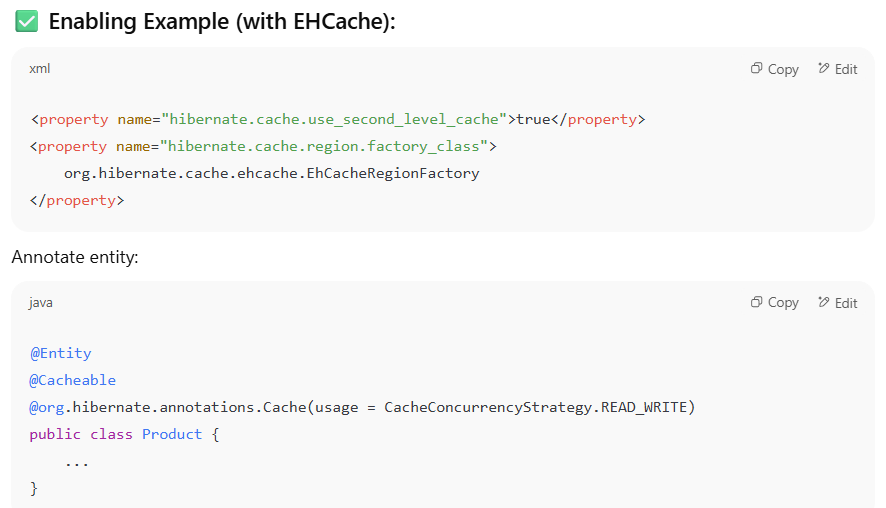 ✅ Enabling Example (with EHCache):
xml
Copy
Edit
<property name="hibernate.cache.use_second_level_cache">true</property>
<property name="hibernate.cache.region.factory_class">
    org.hibernate.cache.ehcache.EhCacheRegionFactory
</property>
Annotate entity:
java
Copy
Edit
@Entity
@Cacheable
@org.hibernate.annotations.Cache(usage = CacheConcurrencyStrategy.READ_WRITE)
public class Product {
    ...
}